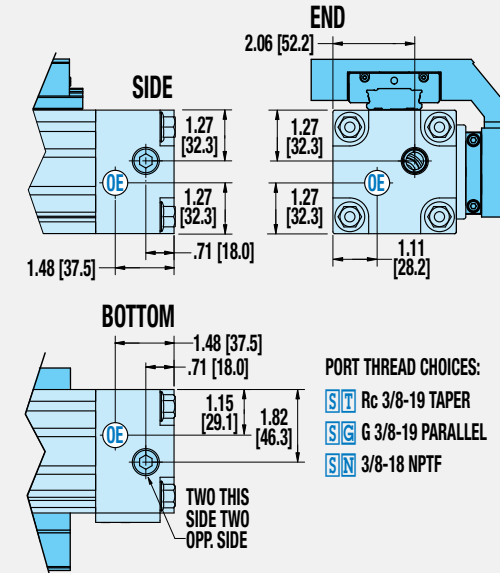 END
2.06 [52.2]
SIDE
1.27
[32.3]
1.27
[32.3]
OE
OE
1.27
[32.3]
1.27
[32.3]
.71 [18.0]
1.48 [37.5]
1.11
[28.2]
BOTTOM
1.48 [37.5]
.71 [18.0]
1.15
[29.1]
1.82
[46.3]
OE
TWO THIS
SIDE TWO
OPP. SIDE
PORT THREAD CHOICES:
ST Rc 3/8-19 TAPER
SG G 3/8-19 PARALLEL
SN 3/8-18 NPTF